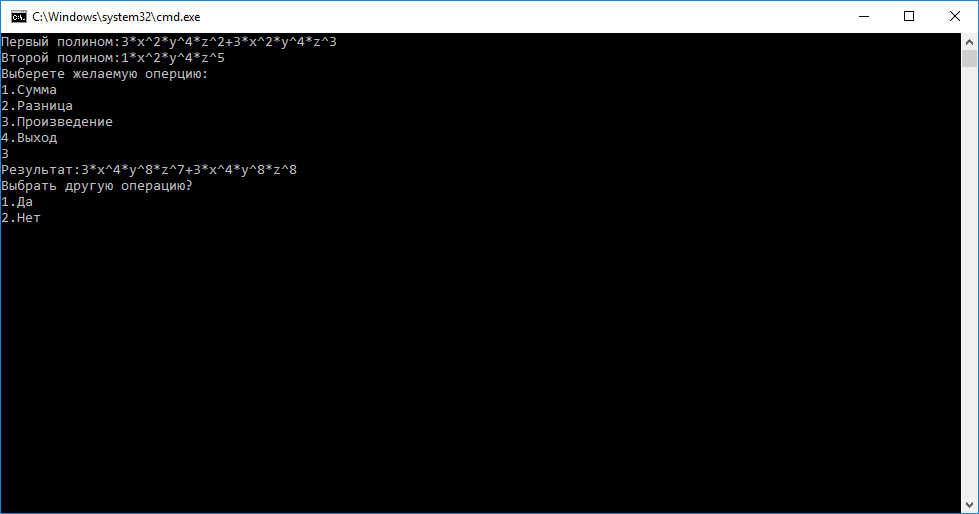 C:\Windows\system32\cmd.exe
Первый полином:3*x^2*y^4*z^2+3*x^2*y^4*z^3
Второй полином:1*x^2*y^4*z^5
Выберете желаемую оперцию:
1.Сумма
2.Разница
3.Произведение
4.Выход
3
Результат:3*x^4*y^8*z^7+3*x^4*y^8*z^8
Выбрать другую операцию?
1.Да
2.Нет